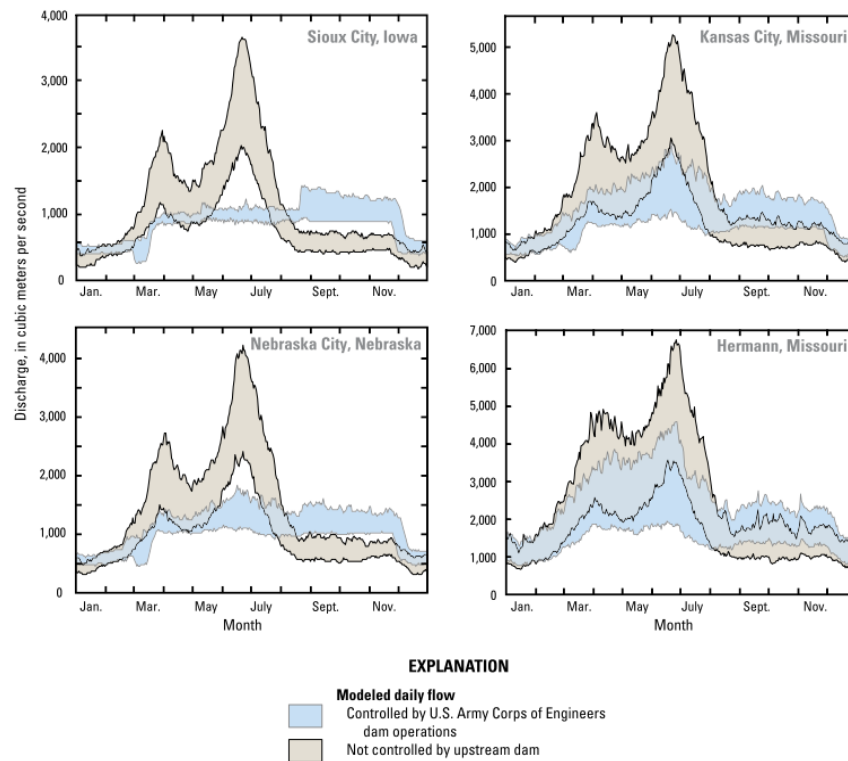 4,000
3,000
2,000
1,000
0
Sioux City, Iowa
Jan. Mar. May July Sept. Nov.
5,000
4,000
3,000
2,000
1,000
0
Kansas City, Missouri
Jan. Mar. May July Sept. Nov.
Discharge, in cubic meters per second
4,000
3,000
2,000
1,000
0
Nebraska City, Nebraska
Jan. Mar. May July Sept. Nov.
Month
7,000
6,000
5,000
4,000
3,000
2,000
1,000
0
Hermann, Missouri
Jan. Mar. May July Sept. Nov.
Month
EXPLANATION
Modeled daily flow
Controlled by U.S. Army Corps of Engineers
dam operations
Not controlled by upstream dam